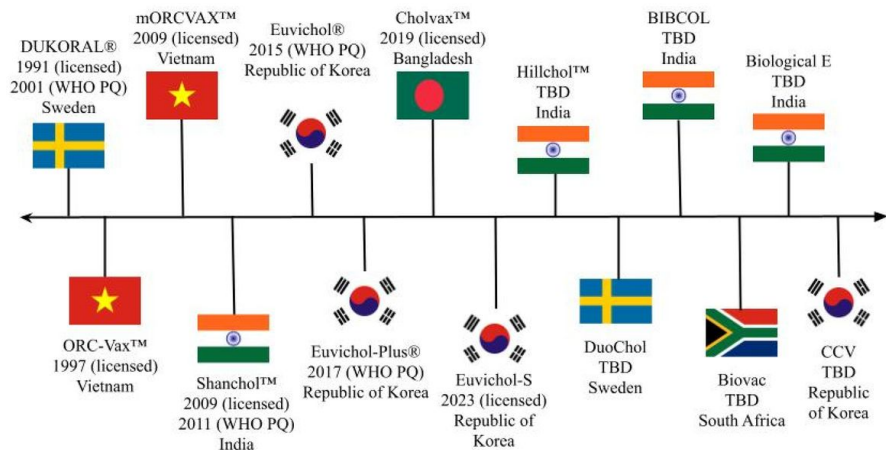 DUKORAL®
1991 (licensed)
2001 (WHO PQ)
Sweden
mORCVAX™
2009 (licensed)
Vietnam
Euvichol®
2015 (WHO PQ)
Republic of Korea
Cholvax™
2019 (licensed)
Bangladesh
Hillchol™
TBD
India
BIBCOL
TBD
India
Biological E
TBD
India
ORC-Vax™
1997 (licensed)
Vietnam
Shanchol™
2009 (licensed)
2011 (WHO PQ)
India
Euvichol-Plus®
2017 (WHO PQ)
Republic of Korea
Euvichol-S
2023 (licensed)
Republic of
Korea
DuoChol
TBD
Sweden
Biovac
TBD
South Africa
CCV
TBD
Republic
of Korea